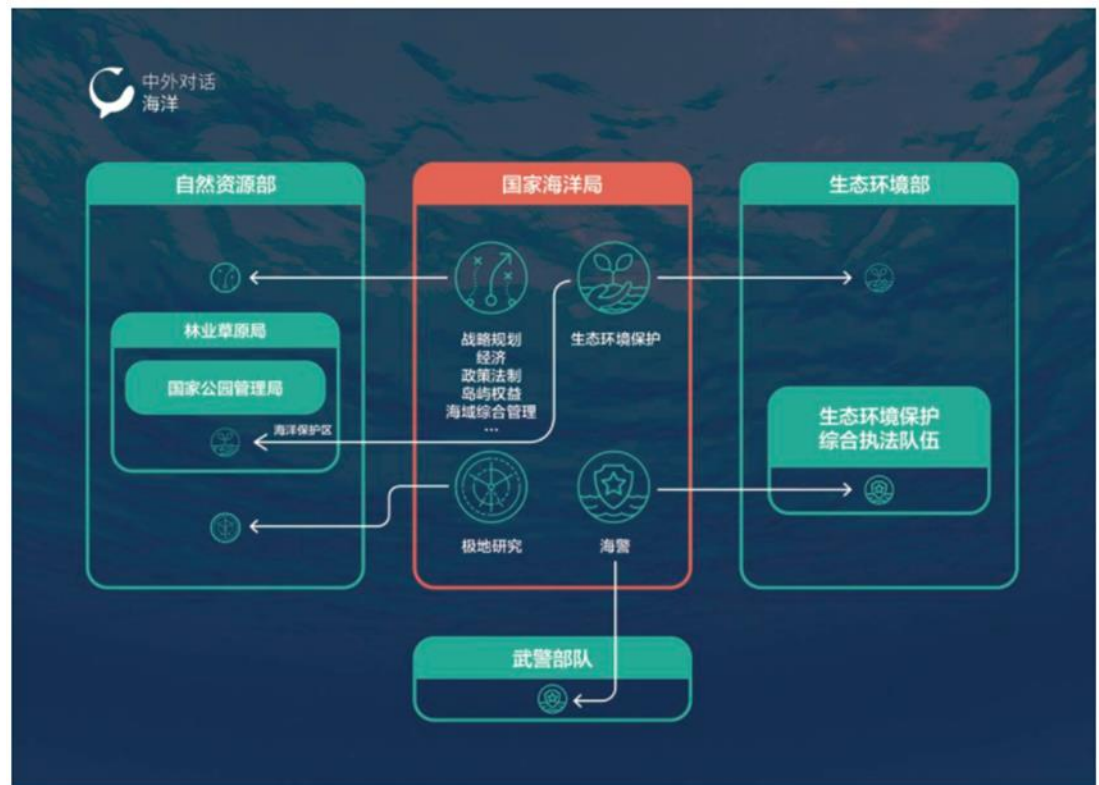 中外对话
海洋
自然资源部
国家海洋局
生态环境部
林业草原局
国家公园管理局
海洋保护区
战略规划
经济
政策法制
岛屿权益
海域综合管理
…
生态环境保护
极地研究
海警
生态环境保护
综合执法队伍
武警部队